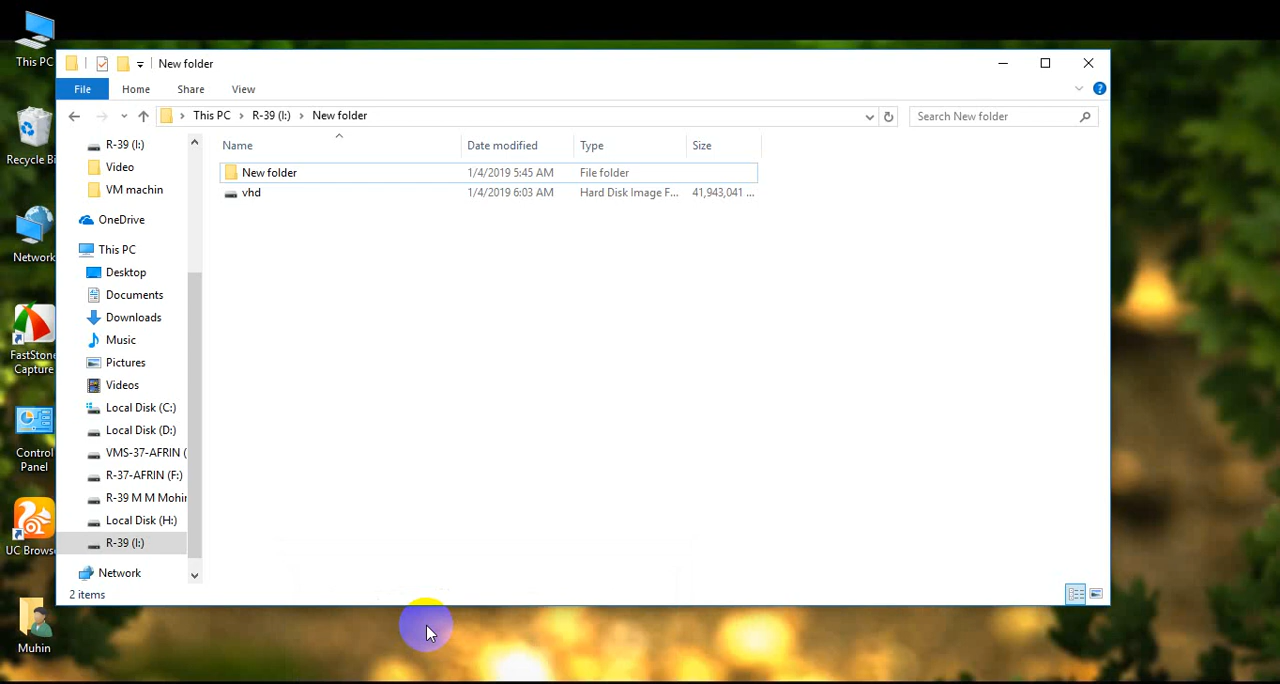 This PC
Recycle Bi
Network
FastStone
Capture
Control
Panel
UC Browse
Muhin
New folder
File
Home
Share
View
This PC > R-39 (I:) > New folder
Search New folder
Name
Date modified
Type
Size
New folder
1/4/2019 5:45 AM
File folder
vhd
1/4/2019 6:03 AM
Hard Disk Image F...
41,943,041 ...
R-39 (I:)
Video
VM machin
OneDrive
This PC
Desktop
Documents
Downloads
Music
Pictures
Videos
Local Disk (C:)
Local Disk (D:)
VMS-37-AFRIN (
R-37-AFRIN (F:)
R-39 M M Mohin
Local Disk (H:)
R-39 (I:)
Network
2 items